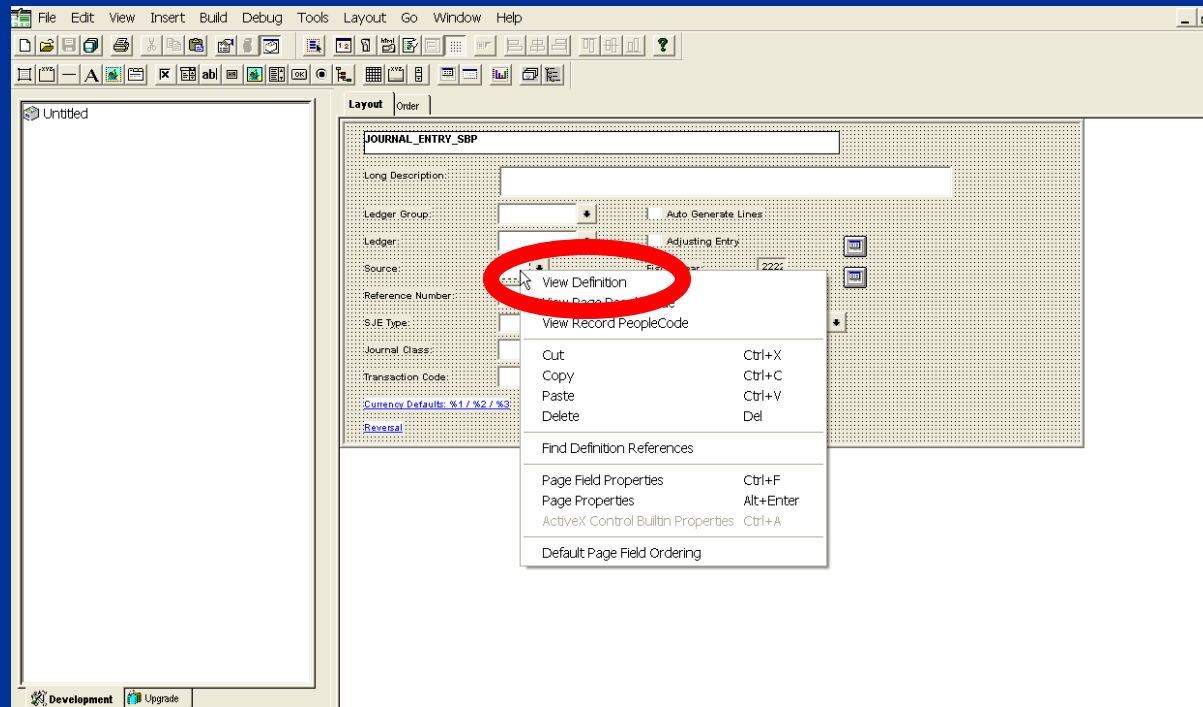 File Edit View Insert Build Debug Tools Layout Go Window Help
Untitled
Layout Order
JOURNAL_ENTRY_SBP
Long Description:
Ledger Group: Auto Generate Lines
Ledger: Adjusting Entry
Source: 2222
Reference Number:
SJE Type:
Journal Class:
Transaction Code:
Currency Defaults: %1 / %2 / %3
Reversal
View Definition
View Page
View Record PeopleCode
Cut Ctrl+X
Copy Ctrl+C
Paste Ctrl+V
Delete Del
Find Definition References
Page Field Properties Ctrl+F
Page Properties Alt+Enter
ActiveX Control Builtin Properties Ctrl+A
Default Page Field Ordering
Development Upgrade